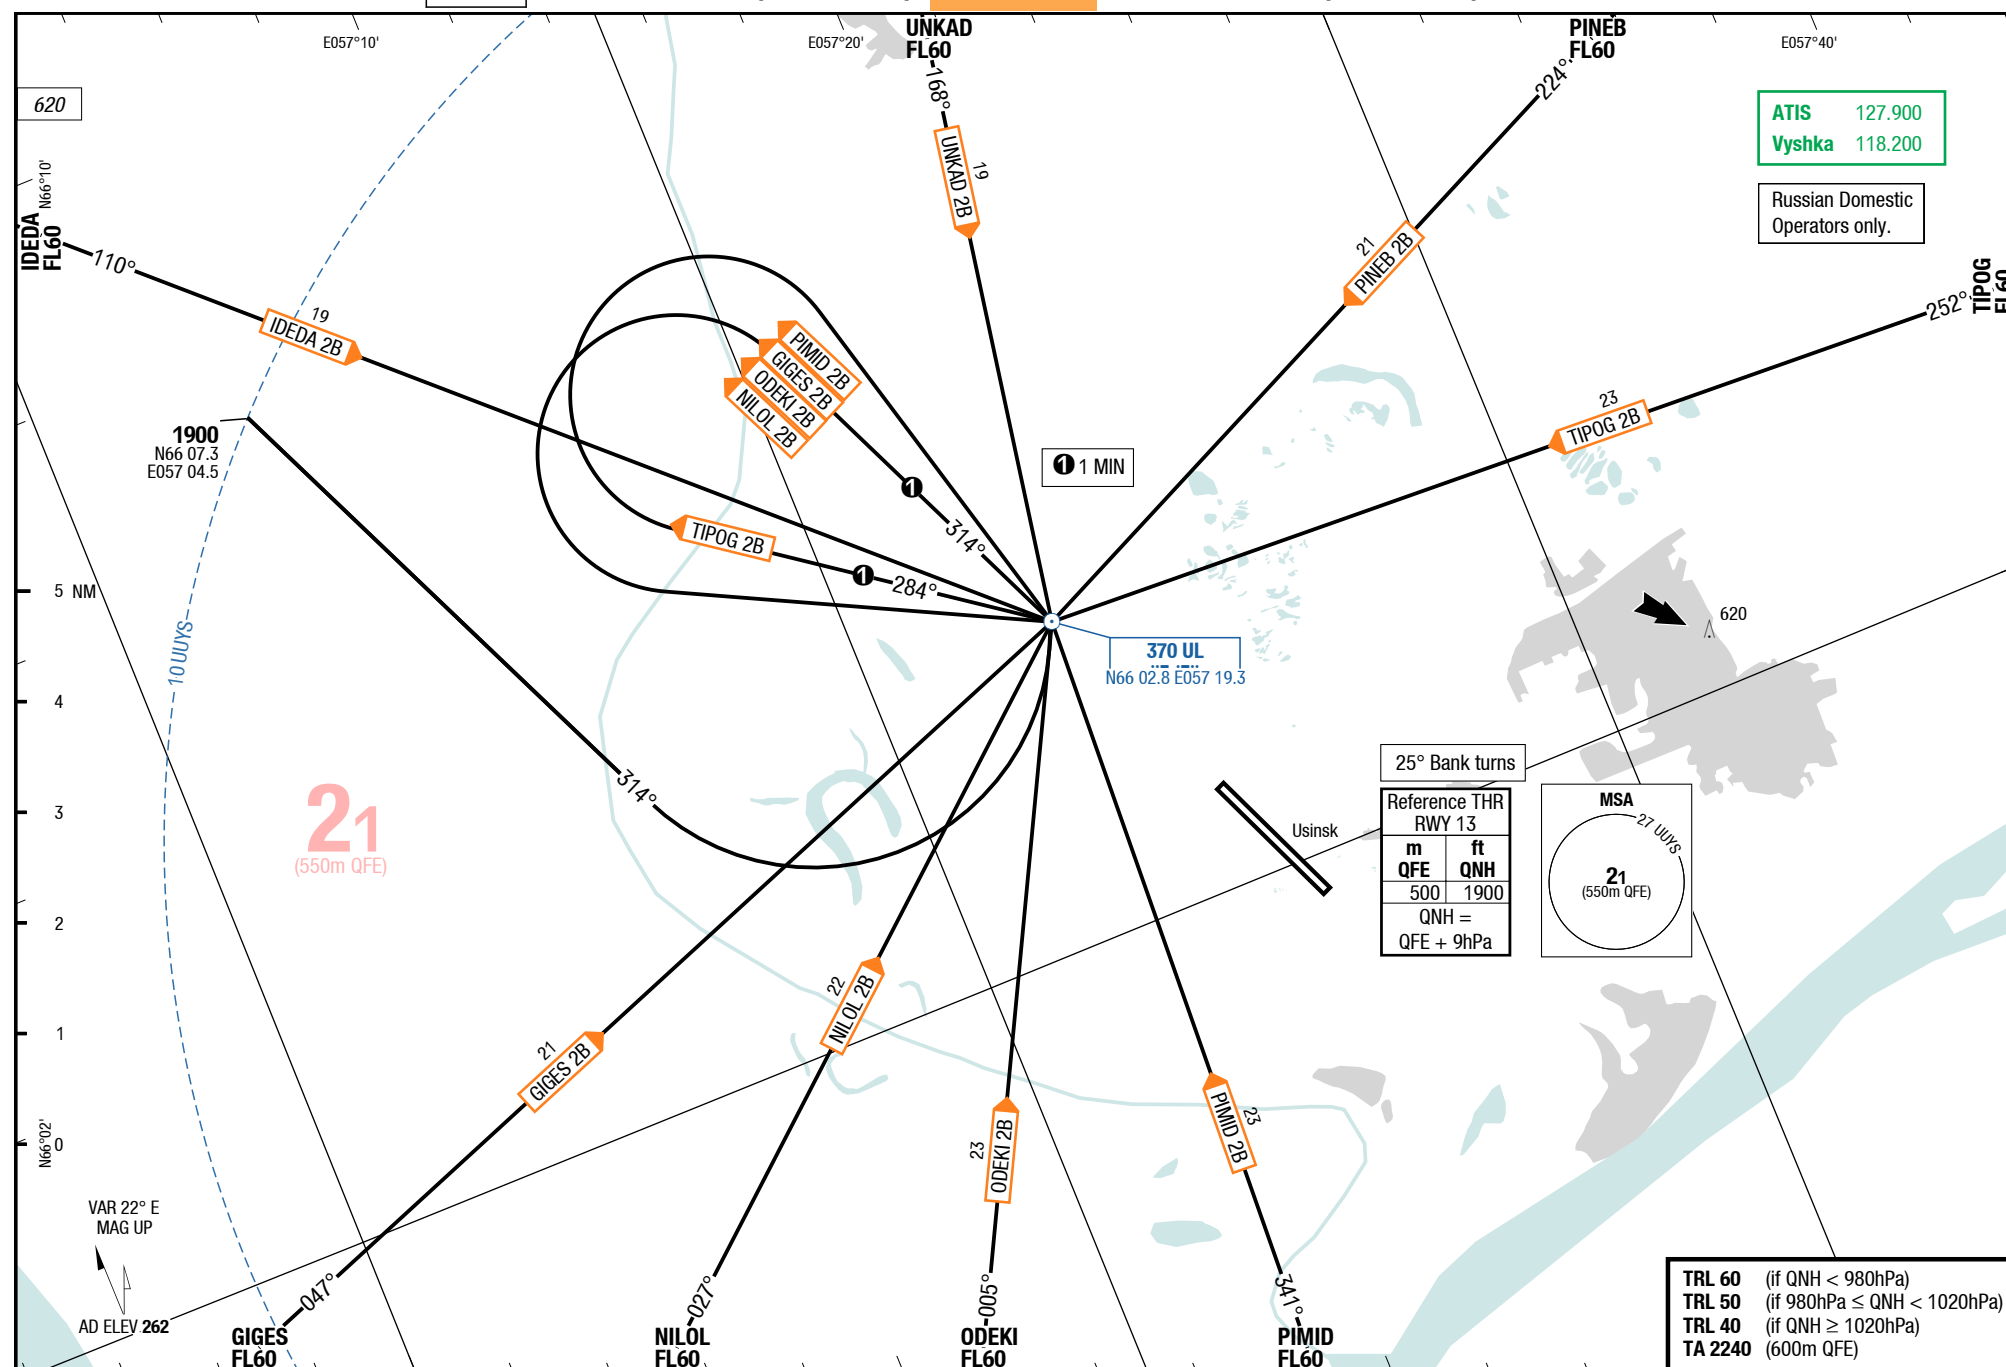 UNKAD
FL60
PINEB
FL60
E057°10'
E057°20'
E057°40'
620
ATIS 127.900
Vyshka 118.200
Russian Domestic
Operators only.
N66°10'
IDEDA
FL60
110°
168°
224°
252°
TIPOG
FL60
19
UNKAD 2B
21
PINEB 2B
19
IDEDA 2B
23
TIPOG 2B
PIMID 2B
GIGES 2B
ODEKI 2B
NILOL 2B
1900
N66 07.3
E057 04.5
1 1 MIN
1
314°
TIPOG 2B
1
284°
5 NM
4
3
2
1
0
10 UUYS
370 UL
N66 02.8 E057 19.3
620
314°
21
(550m QFE)
25° Bank turns
Usinsk
Reference THR
RWY 13
m ft
QFE QNH
500 1900
QNH =
QFE + 9hPa
MSA
27 UUYS
21
(550m QFE)
22
NILOL 2B
21
GIGES 2B
23
ODEKI 2B
23
PIMID 2B
N66°02'
VAR 22° E
MAG UP
AD ELEV 262
047°
027°
005°
341°
GIGES
FL60
NILOL
FL60
ODEKI
FL60
PIMID
FL60
TRL 60 (if QNH < 980hPa)
TRL 50 (if 980hPa ≤ QNH < 1020hPa)
TRL 40 (if QNH ≥ 1020hPa)
TA 2240 (600m QFE)